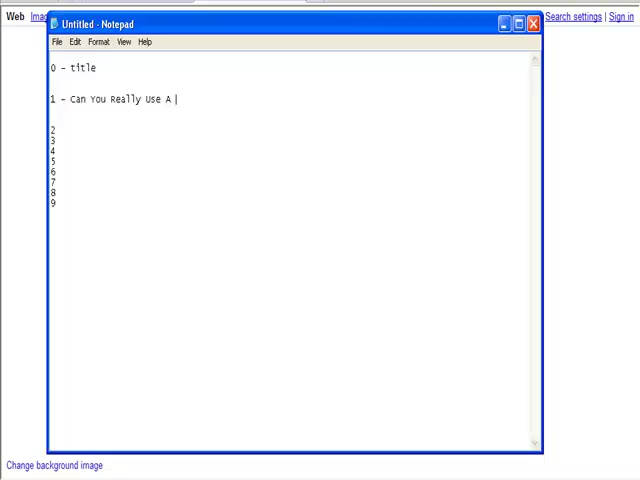 Web Ima
Search settings | Sign in
Untitled - Notepad
File Edit Format View Help
0 - title
1 - Can You Really Use A
2
3
4
5
6
7
8
9
Change background image